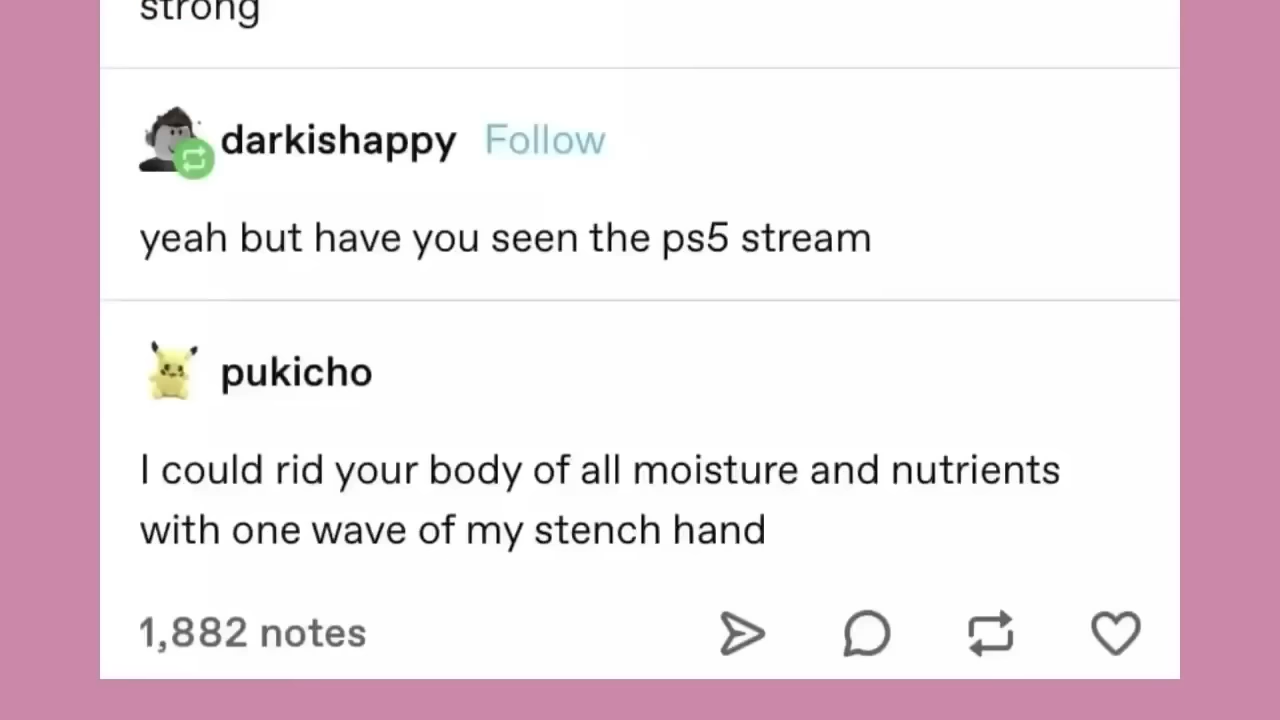 strong
darkishappy Follow
yeah but have you seen the ps5 stream
pukicho
I could rid your body of all moisture and nutrients
with one wave of my stench hand
1,882 notes